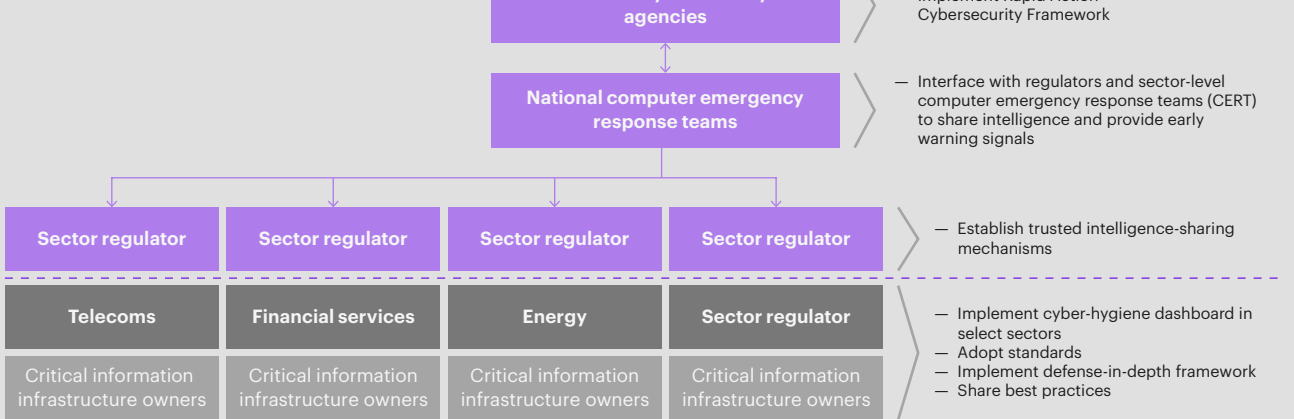 agencies
Cybersecurity Framework
National computer emergency
response teams
— Interface with regulators and sector-level
computer emergency response teams (CERT)
to share intelligence and provide early
warning signals
Sector regulator
Sector regulator
Sector regulator
Sector regulator
— Establish trusted intelligence-sharing
mechanisms
Telecoms
Financial services
Energy
Sector regulator
— Implement cyber-hygiene dashboard in
select sectors
— Adopt standards
— Implement defense-in-depth framework
— Share best practices
Critical information
infrastructure owners
Critical information
infrastructure owners
Critical information
infrastructure owners
Critical information
infrastructure owners